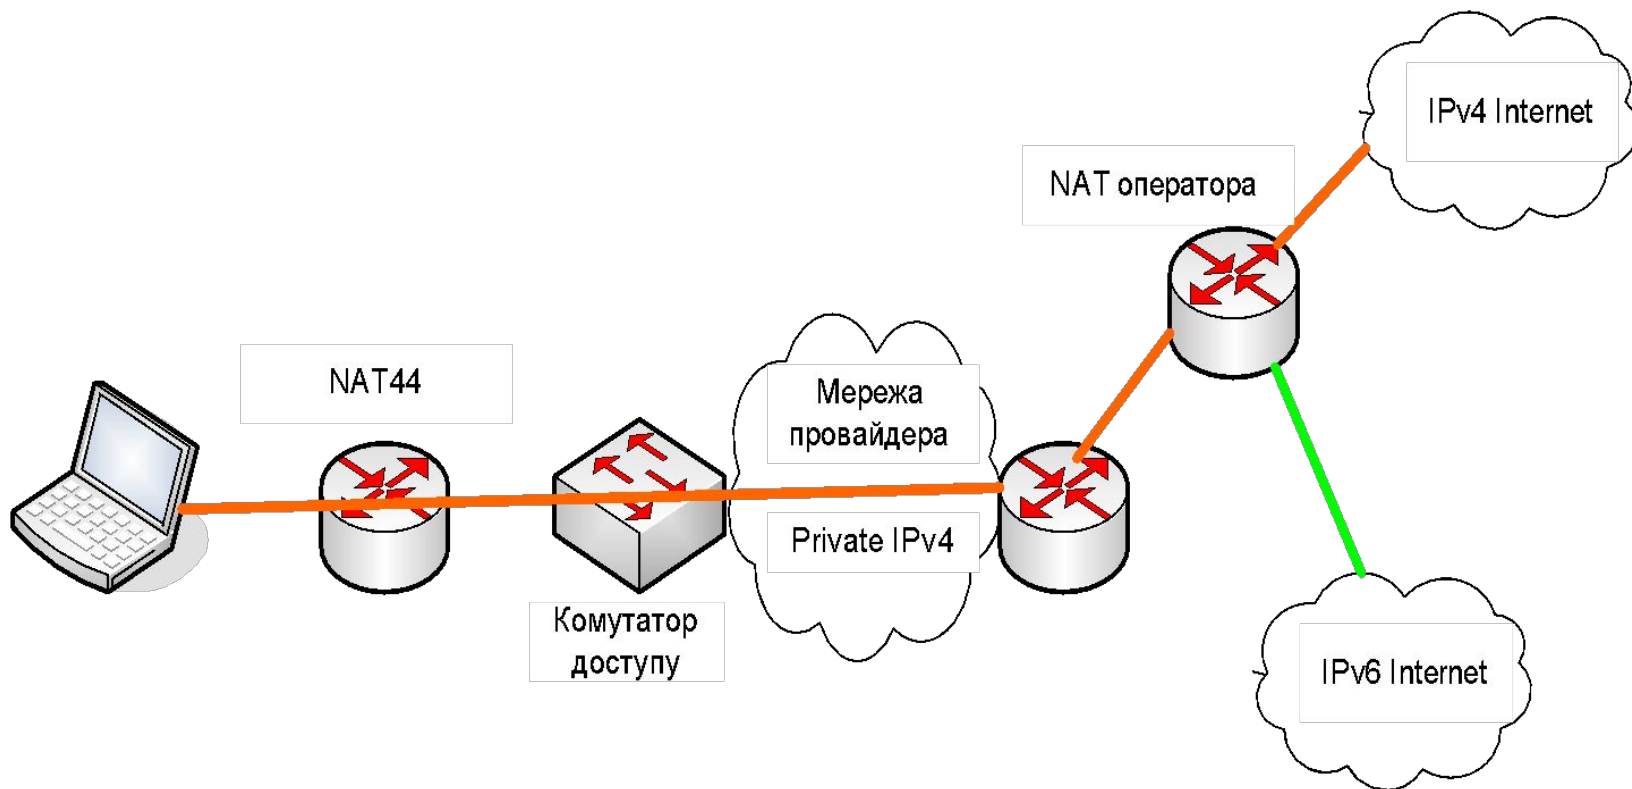 IPv4 Internet
NAT оператора
NAT44
Мережа
провайдера
Private IPv4
Комутатор
доступу
IPv6 Internet